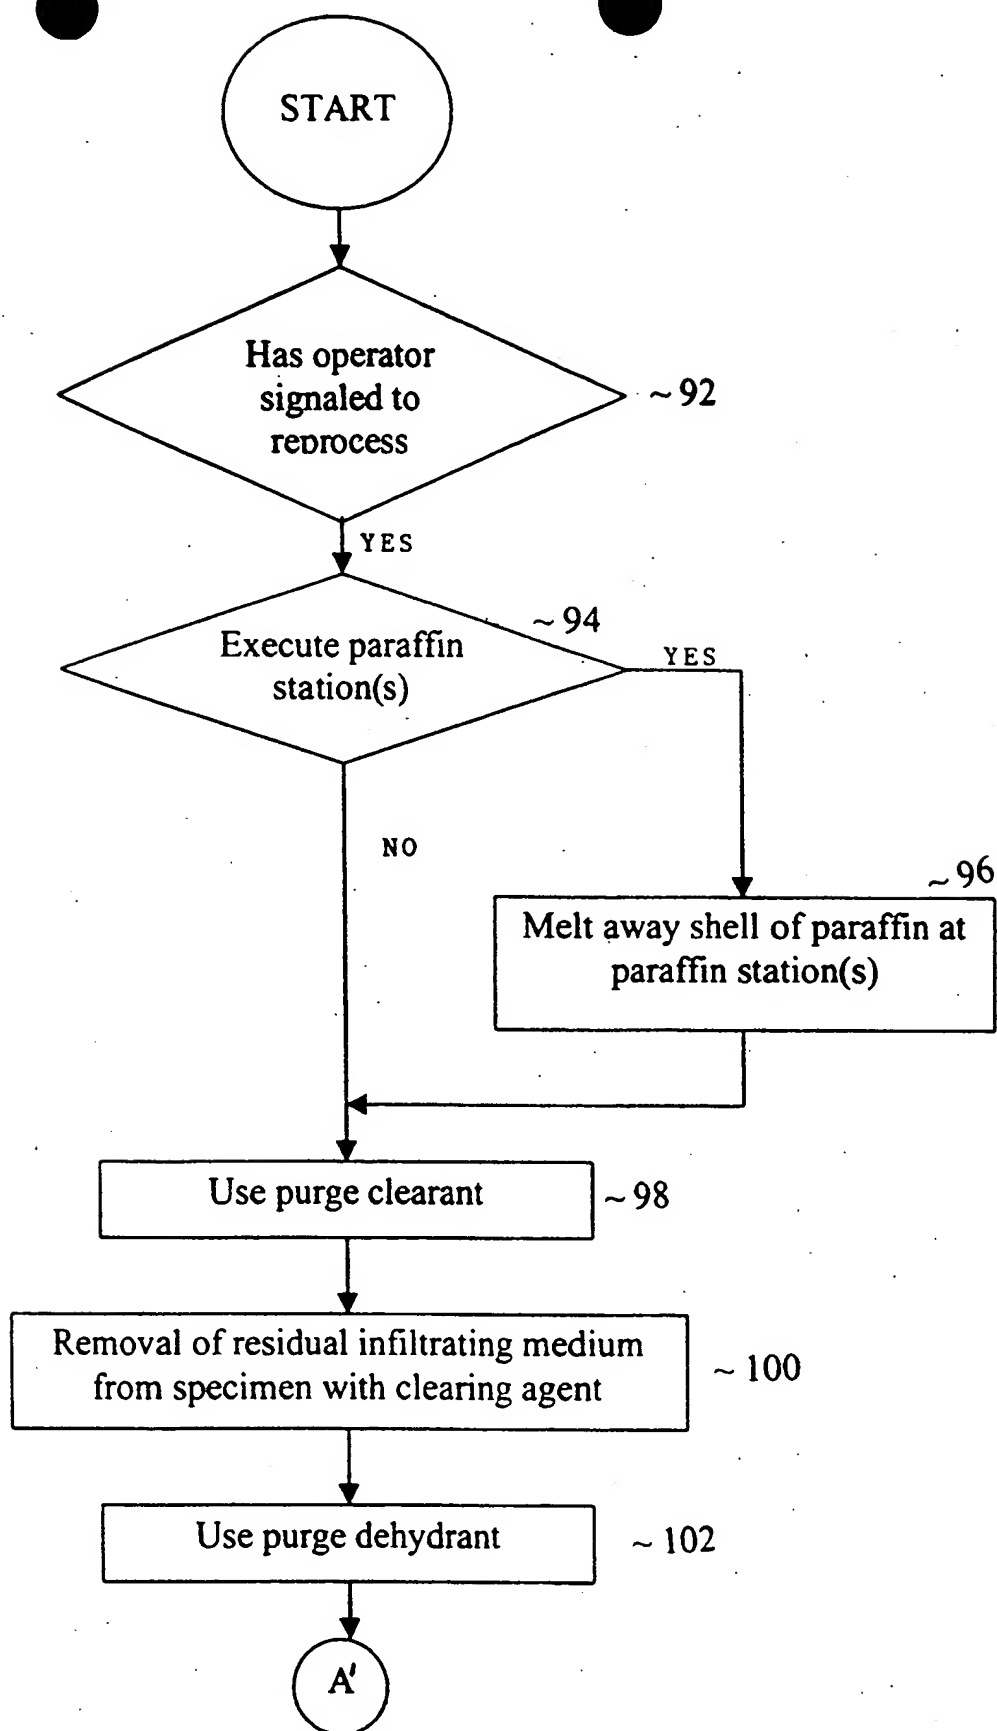 START
Has operator
signaled to
reprocess
~92
YES
~94
Execute paraffin
station(s)
YES
NO
~96
Melt away shell of paraffin at
paraffin station(s)
Use purge clearant
~98
Removal of residual infiltrating medium
from specimen with clearing agent
~100
Use purge dehydrant
~102
A'